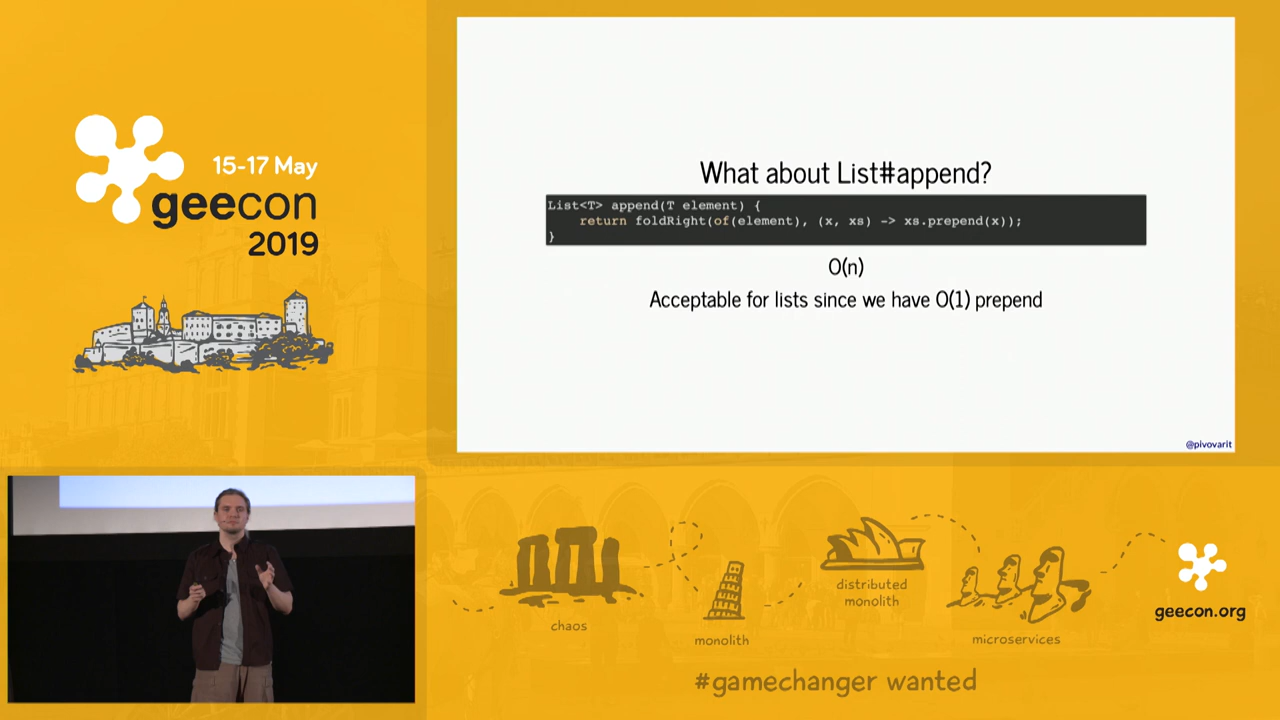 15-17 May
geecon
2019
What about List#append?
List<T> append(T element) {
    return foldRight(of(element), (x, xs) -> xs.prepend(x));
}
O(n)
Acceptable for lists since we have O(1) prepend
@pivovarit
chaos
monolith
distributed
monolith
microservices
geecon.org
#gamechanger wanted